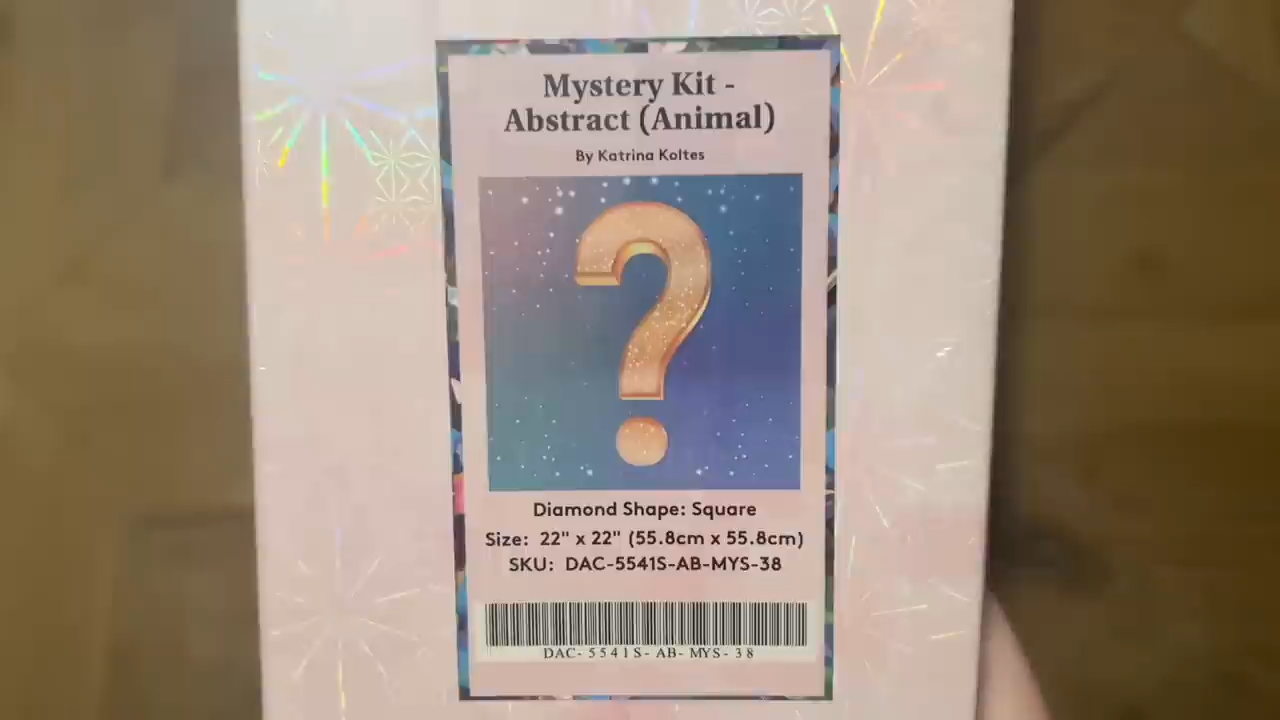 Mystery Kit -
Abstract (Animal)
By Katrina Koltes
?
Diamond Shape: Square
Size: 22" x 22" (55.8cm x 55.8cm)
SKU: DAC-5541S-AB-MYS-38
DAC- 5541S- AB- MYS- 38